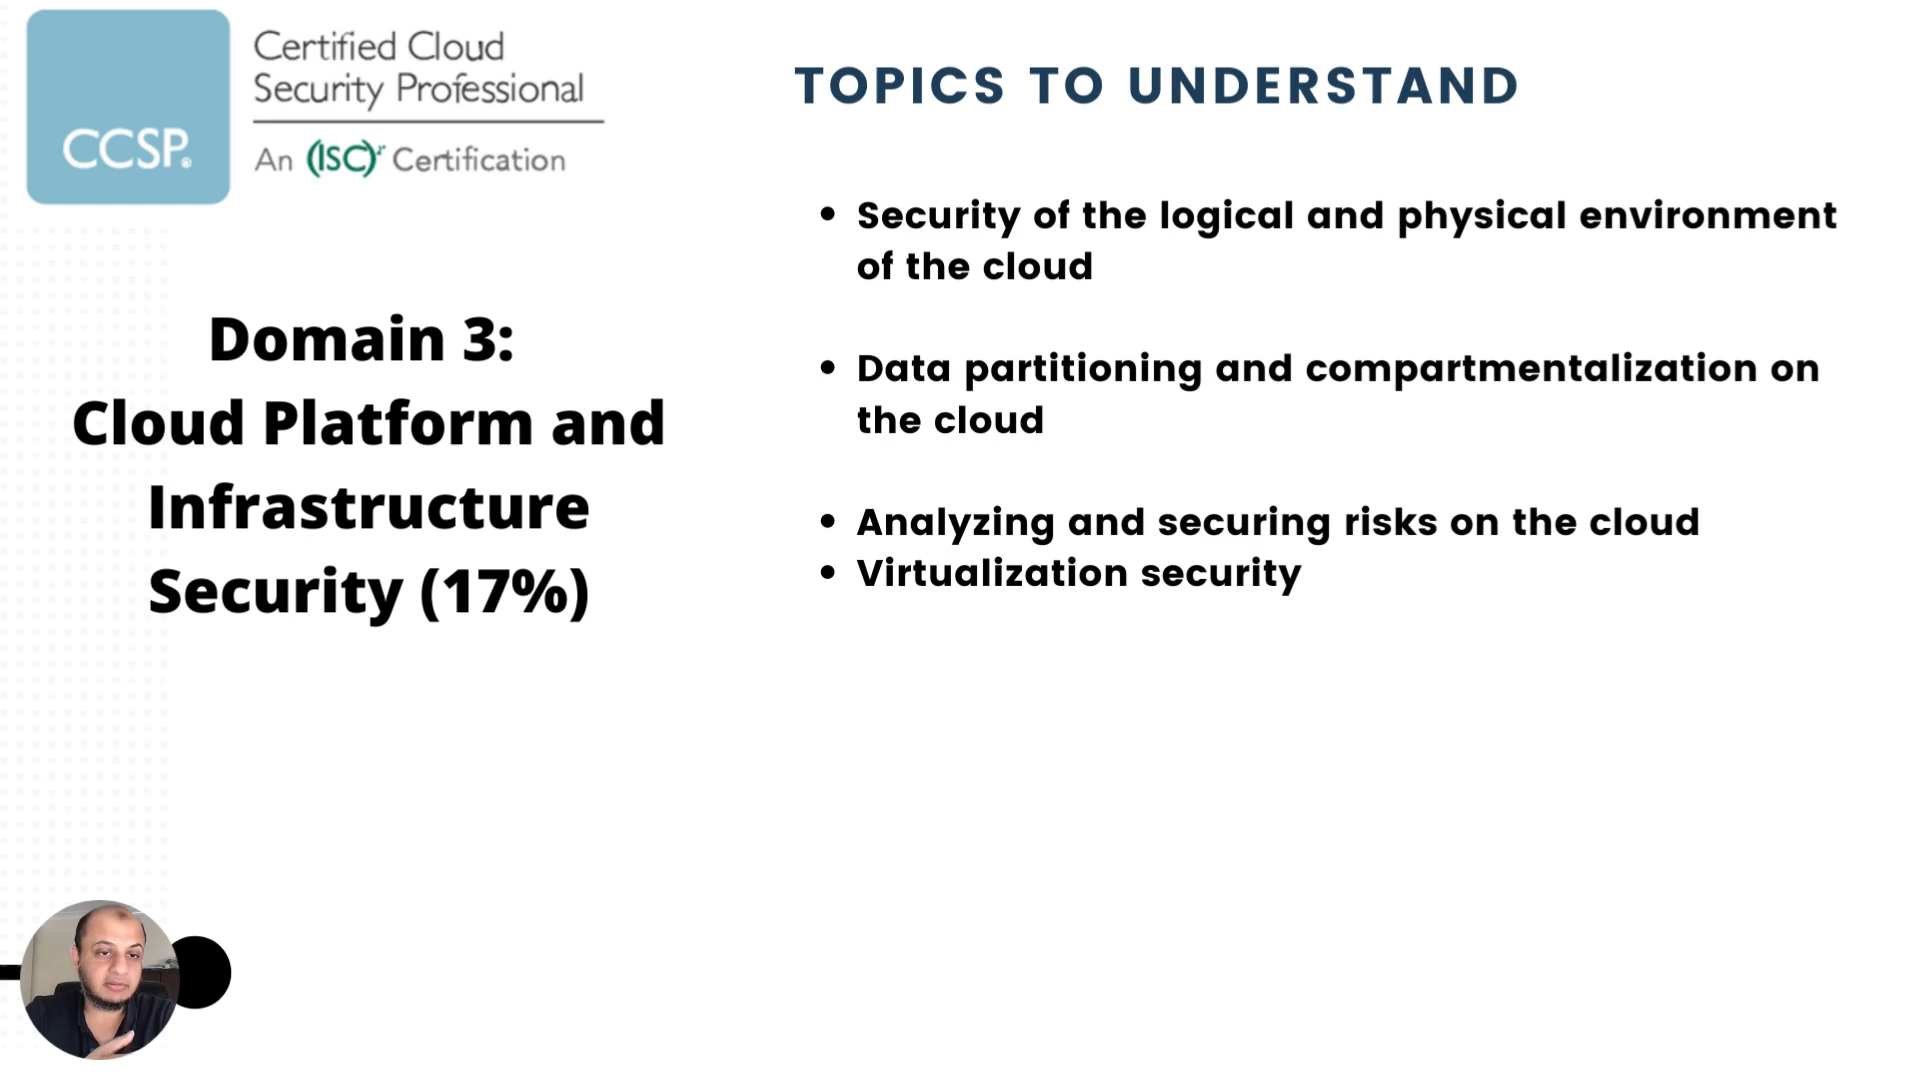 CCSP®
Certified Cloud
Security Professional
An (ISC)² Certification
Domain 3:
Cloud Platform and
Infrastructure
Security (17%)
TOPICS TO UNDERSTAND
• Security of the logical and physical environment
of the cloud
• Data partitioning and compartmentalization on
the cloud
• Analyzing and securing risks on the cloud
• Virtualization security